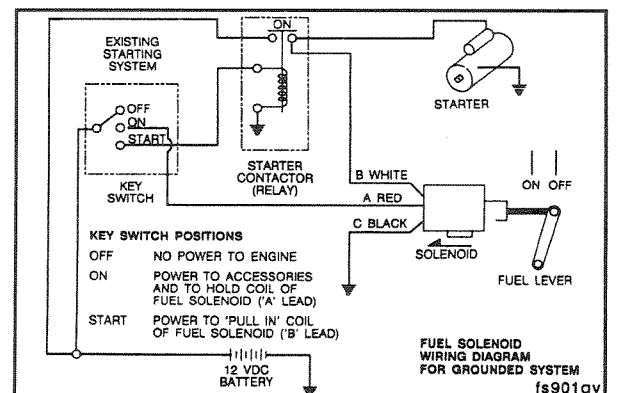 ON
EXISTING
STARTING
SYSTEM
OFF
ON
START
KEY
SWITCH
STARTER
CONTACTOR
(RELAY)
STARTER
B WHITE
A RED
C BLACK
SOLENOID
ON OFF
FUEL LEVER
KEY SWITCH POSITIONS
OFF NO POWER TO ENGINE
ON POWER TO ACCESSORIES
AND TO HOLD COIL OF
FUEL SOLENOID ('A' LEAD)
START POWER TO 'PULL IN' COIL
OF FUEL SOLENOID ('B' LEAD)
12 VDC
BATTERY
FUEL SOLENOID
WIRING DIAGRAM
FOR GROUNDED SYSTEM
fs901gv